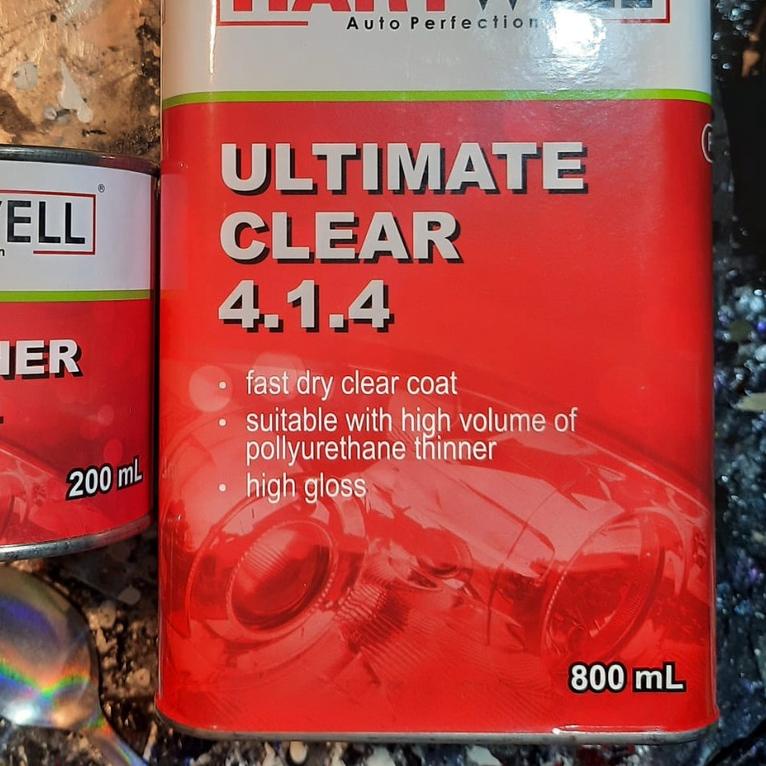 HARTWELL
Auto Perfection
ULTIMATE
CLEAR
4.1.4
• fast dry clear coat
• suitable with high volume of
pollyurethane thinner
• high gloss
800 mL
ELL
®
NER
200 mL